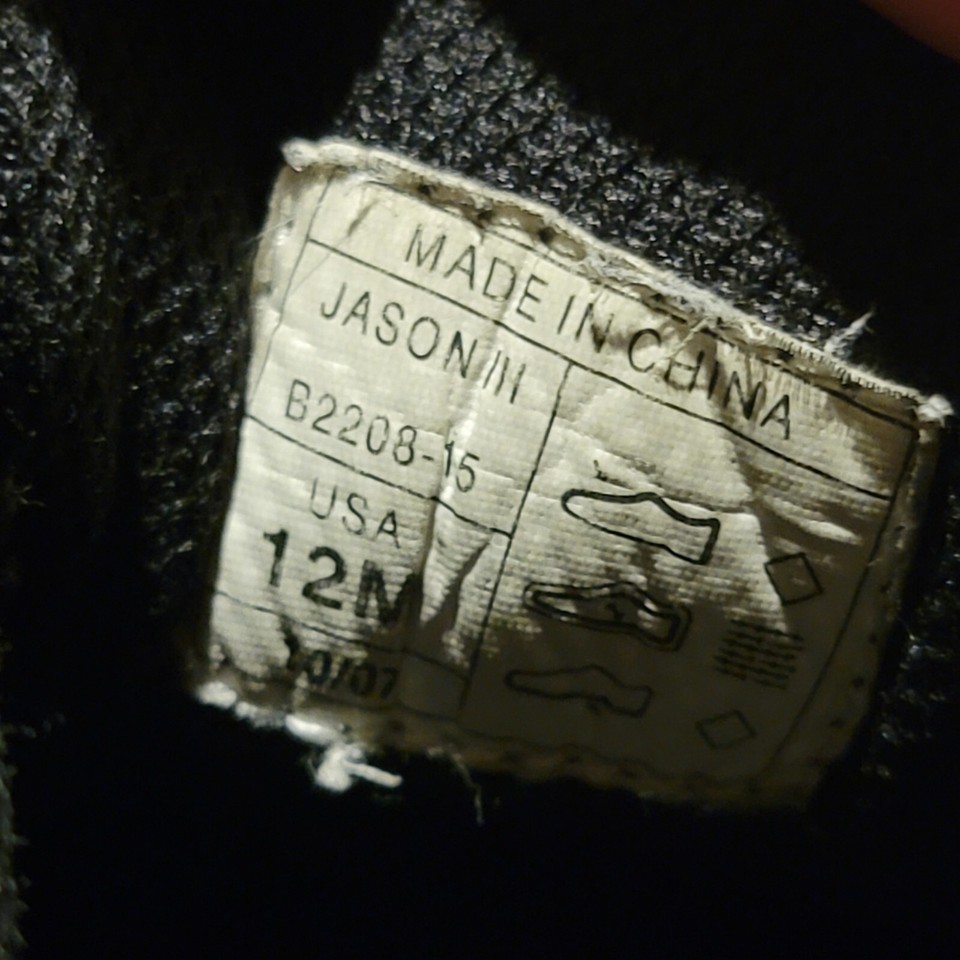 MADE IN CHINA
JASON III
B2208-15
USA
12M
10/07